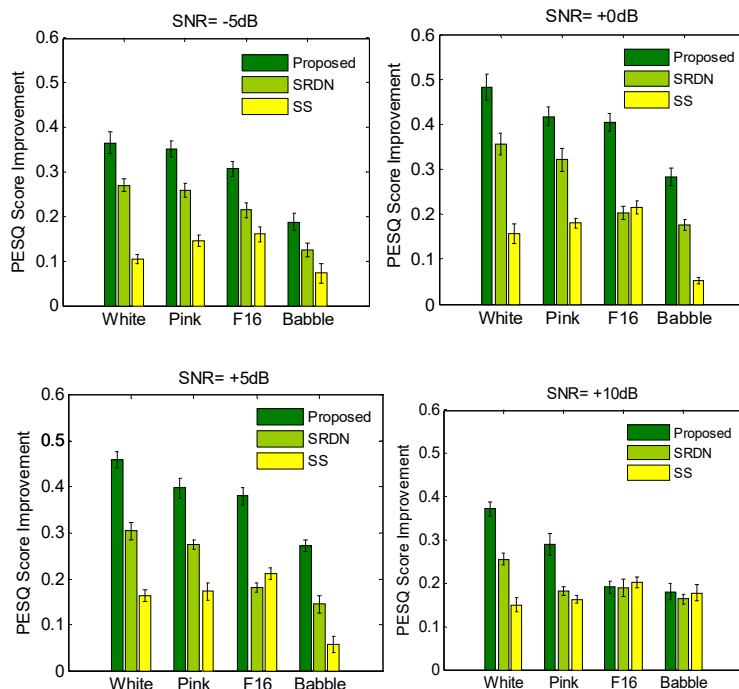 SNR= -5dB
0.6
0.5
0.4
0.3
0.2
0.1
0
PESQ Score Improvement
Proposed
SRDN
SS
White Pink F16 Babble
SNR= +0dB
0.6
0.5
0.4
0.3
0.2
0.1
0
PESQ Score Improvement
Proposed
SRDN
SS
White Pink F16 Babble
SNR= +5dB
0.6
0.5
0.4
0.3
0.2
0.1
0
PESQ Score Improvement
Proposed
SRDN
SS
White Pink F16 Babble
SNR= +10dB
0.6
0.5
0.4
0.3
0.2
0.1
0
PESQ Score Improvement
Proposed
SRDN
SS
White Pink F16 Babble